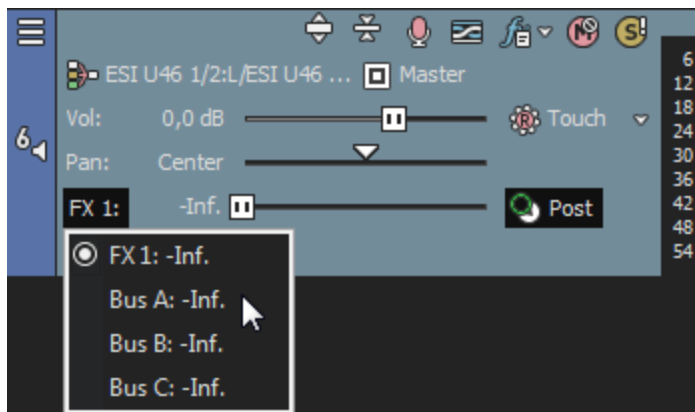 ESI U46 1/2:L/ESI U46 ... Master
Vol: 0,0 dB Touch
6
Pan: Center
FX 1: -Inf. Post
FX 1: -Inf.
Bus A: -Inf.
Bus B: -Inf.
Bus C: -Inf.
6
12
18
24
30
36
42
48
54